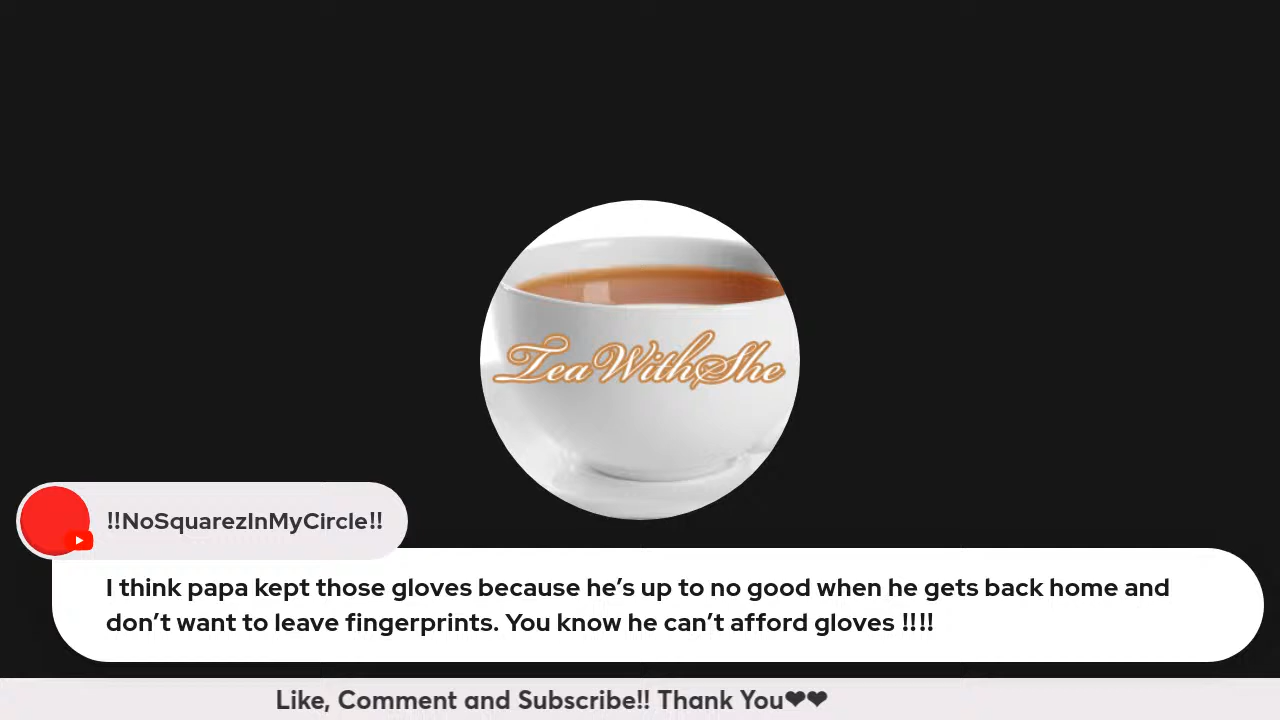 TeaWithShe
!!NoSquarezInMyCircle!!
I think papa kept those gloves because he’s up to no good when he gets back home and
don’t want to leave fingerprints. You know he can’t afford gloves !!!!
Like, Comment and Subscribe!! Thank You❤❤